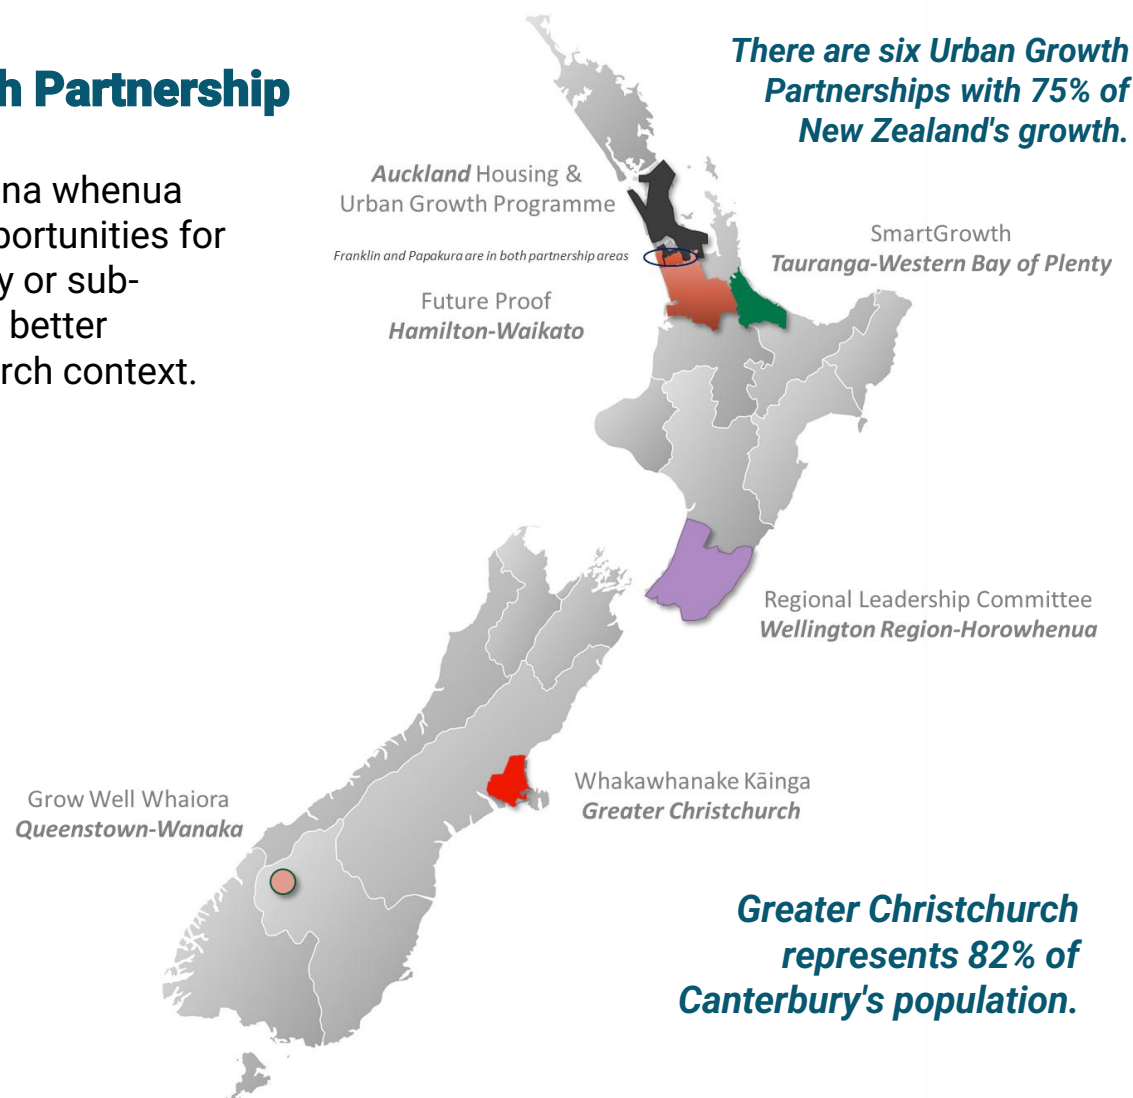 h Partnership
na whenua
portunities for
y or sub-
better
rch context.
There are six Urban Growth
Partnerships with 75% of
New Zealand's growth.
Auckland Housing &
Urban Growth Programme
Franklin and Papakura are in both partnership areas
Future Proof
Hamilton-Waikato
SmartGrowth
Tauranga-Western Bay of Plenty
Regional Leadership Committee
Wellington Region-Horowhenua
Whakawhanake Kāinga
Greater Christchurch
Grow Well Whaiora
Queenstown-Wanaka
Greater Christchurch
represents 82% of
Canterbury's population.